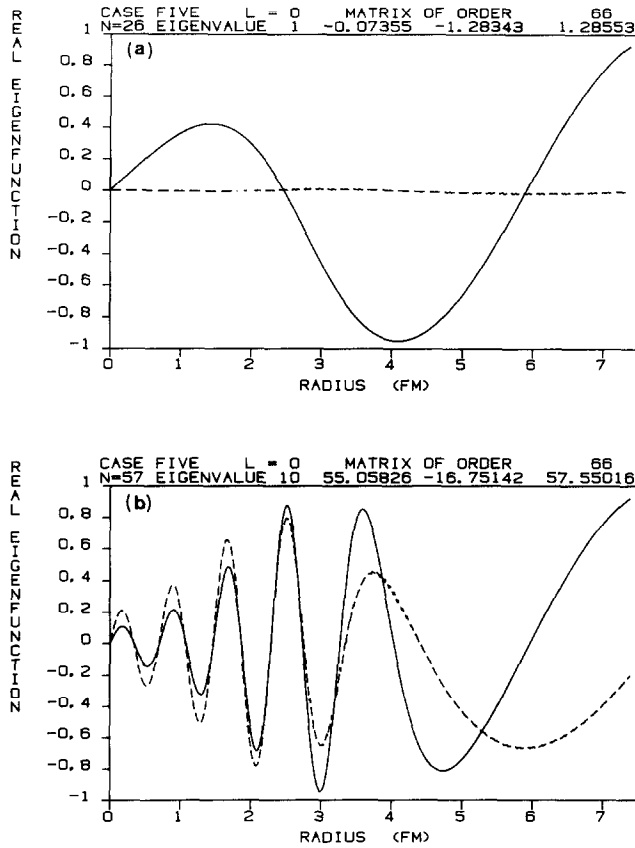 CASE FIVE L - O MATRIX OF ORDER 66
N=26 EIGENVALUE 1 -0.07355 -1.28343 1.28553
REAL EIGENFUNCTION
(a)
1
0.8
0.6
0.4
0.2
0
-0.2
-0.4
-0.6
-0.8
-1
0 1 2 3 4 5 6 7
RADIUS (FM)
CASE FIVE L = O MATRIX OF ORDER 66
N=57 EIGENVALUE 10 55.05826 -16.75142 57.55016
REAL EIGENFUNCTION
(b)
1
0.8
0.6
0.4
0.2
0
-0.2
-0.4
-0.6
-0.8
-1
0 1 2 3 4 5 6 7
RADIUS (FM)